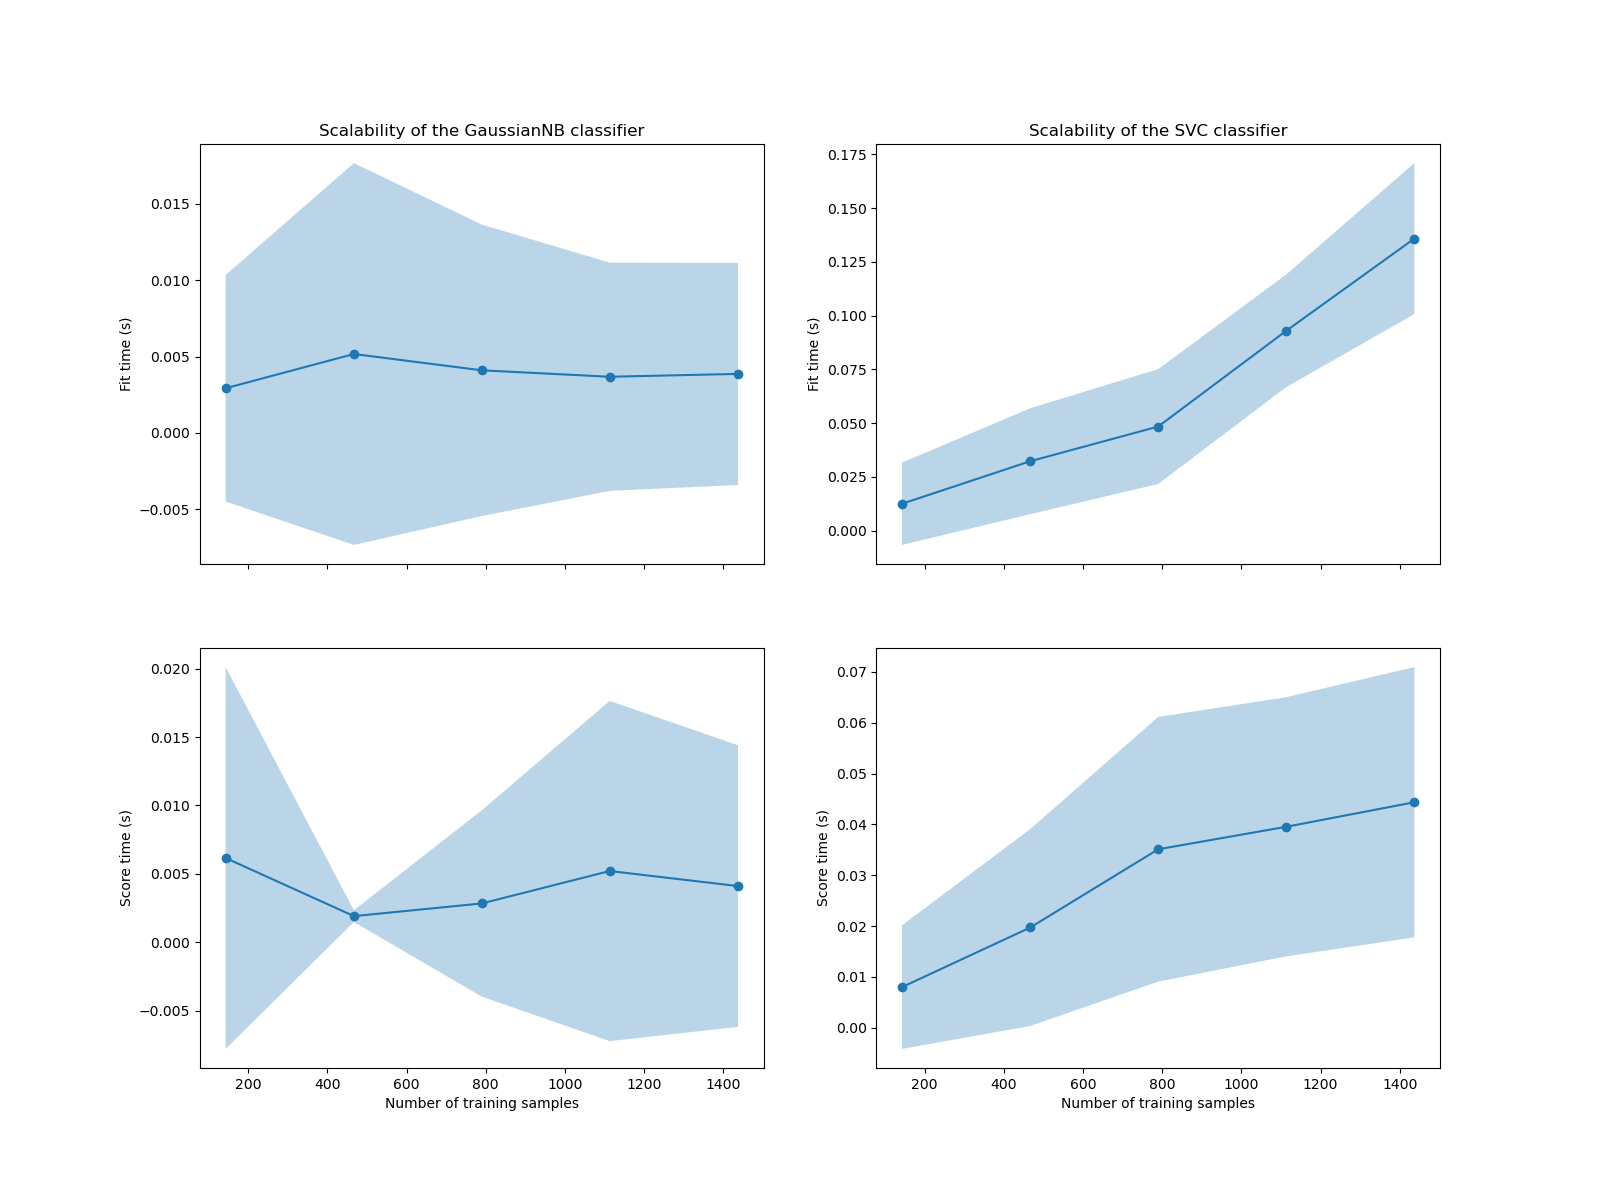 Scalability of the GaussianNB classifier
0.015
0.010
0.005
0.000
−0.005
Fit time (s)
Scalability of the SVC classifier
0.175
0.150
0.125
0.100
0.075
0.050
0.025
0.000
Fit time (s)
0.020
0.015
0.010
0.005
0.000
−0.005
Score time (s)
200 400 600 800 1000 1200 1400
Number of training samples
0.07
0.06
0.05
0.04
0.03
0.02
0.01
0.00
Score time (s)
200 400 600 800 1000 1200 1400
Number of training samples